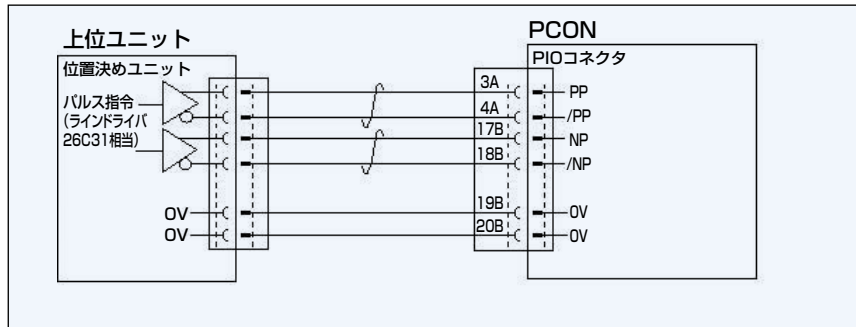 上位ユニット
位置決めユニット
パルス指令
(ラインドライバ
26C31相当)
0V
0V
PCON
PIOコネクタ
3A
PP
4A
/PP
17B
NP
18B
/NP
19B
0V
20B
0V